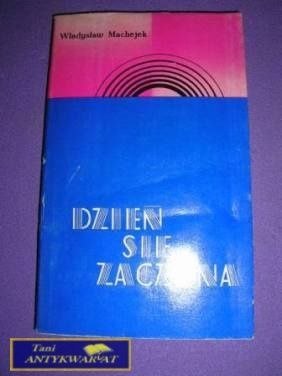 Władysław Machejek
DZIEŃ
SIĘ
ZACZYNA
Tani
ANTYKWARIAT